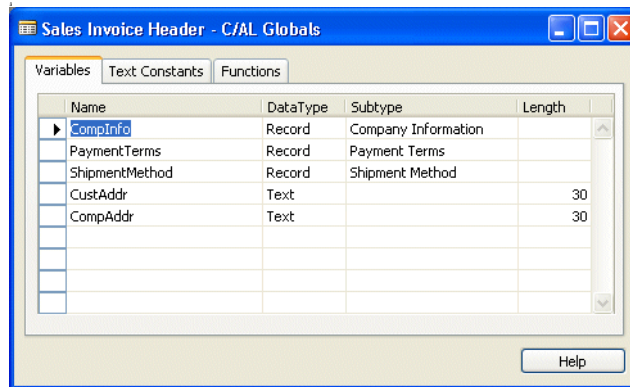 Sales Invoice Header - C/AL Globals
Variables Text Constants Functions
Name DataType Subtype Length
CompInfo Record Company Information
PaymentTerms Record Payment Terms
ShipmentMethod Record Shipment Method
CustAddr Text 30
CompAddr Text 30
Help